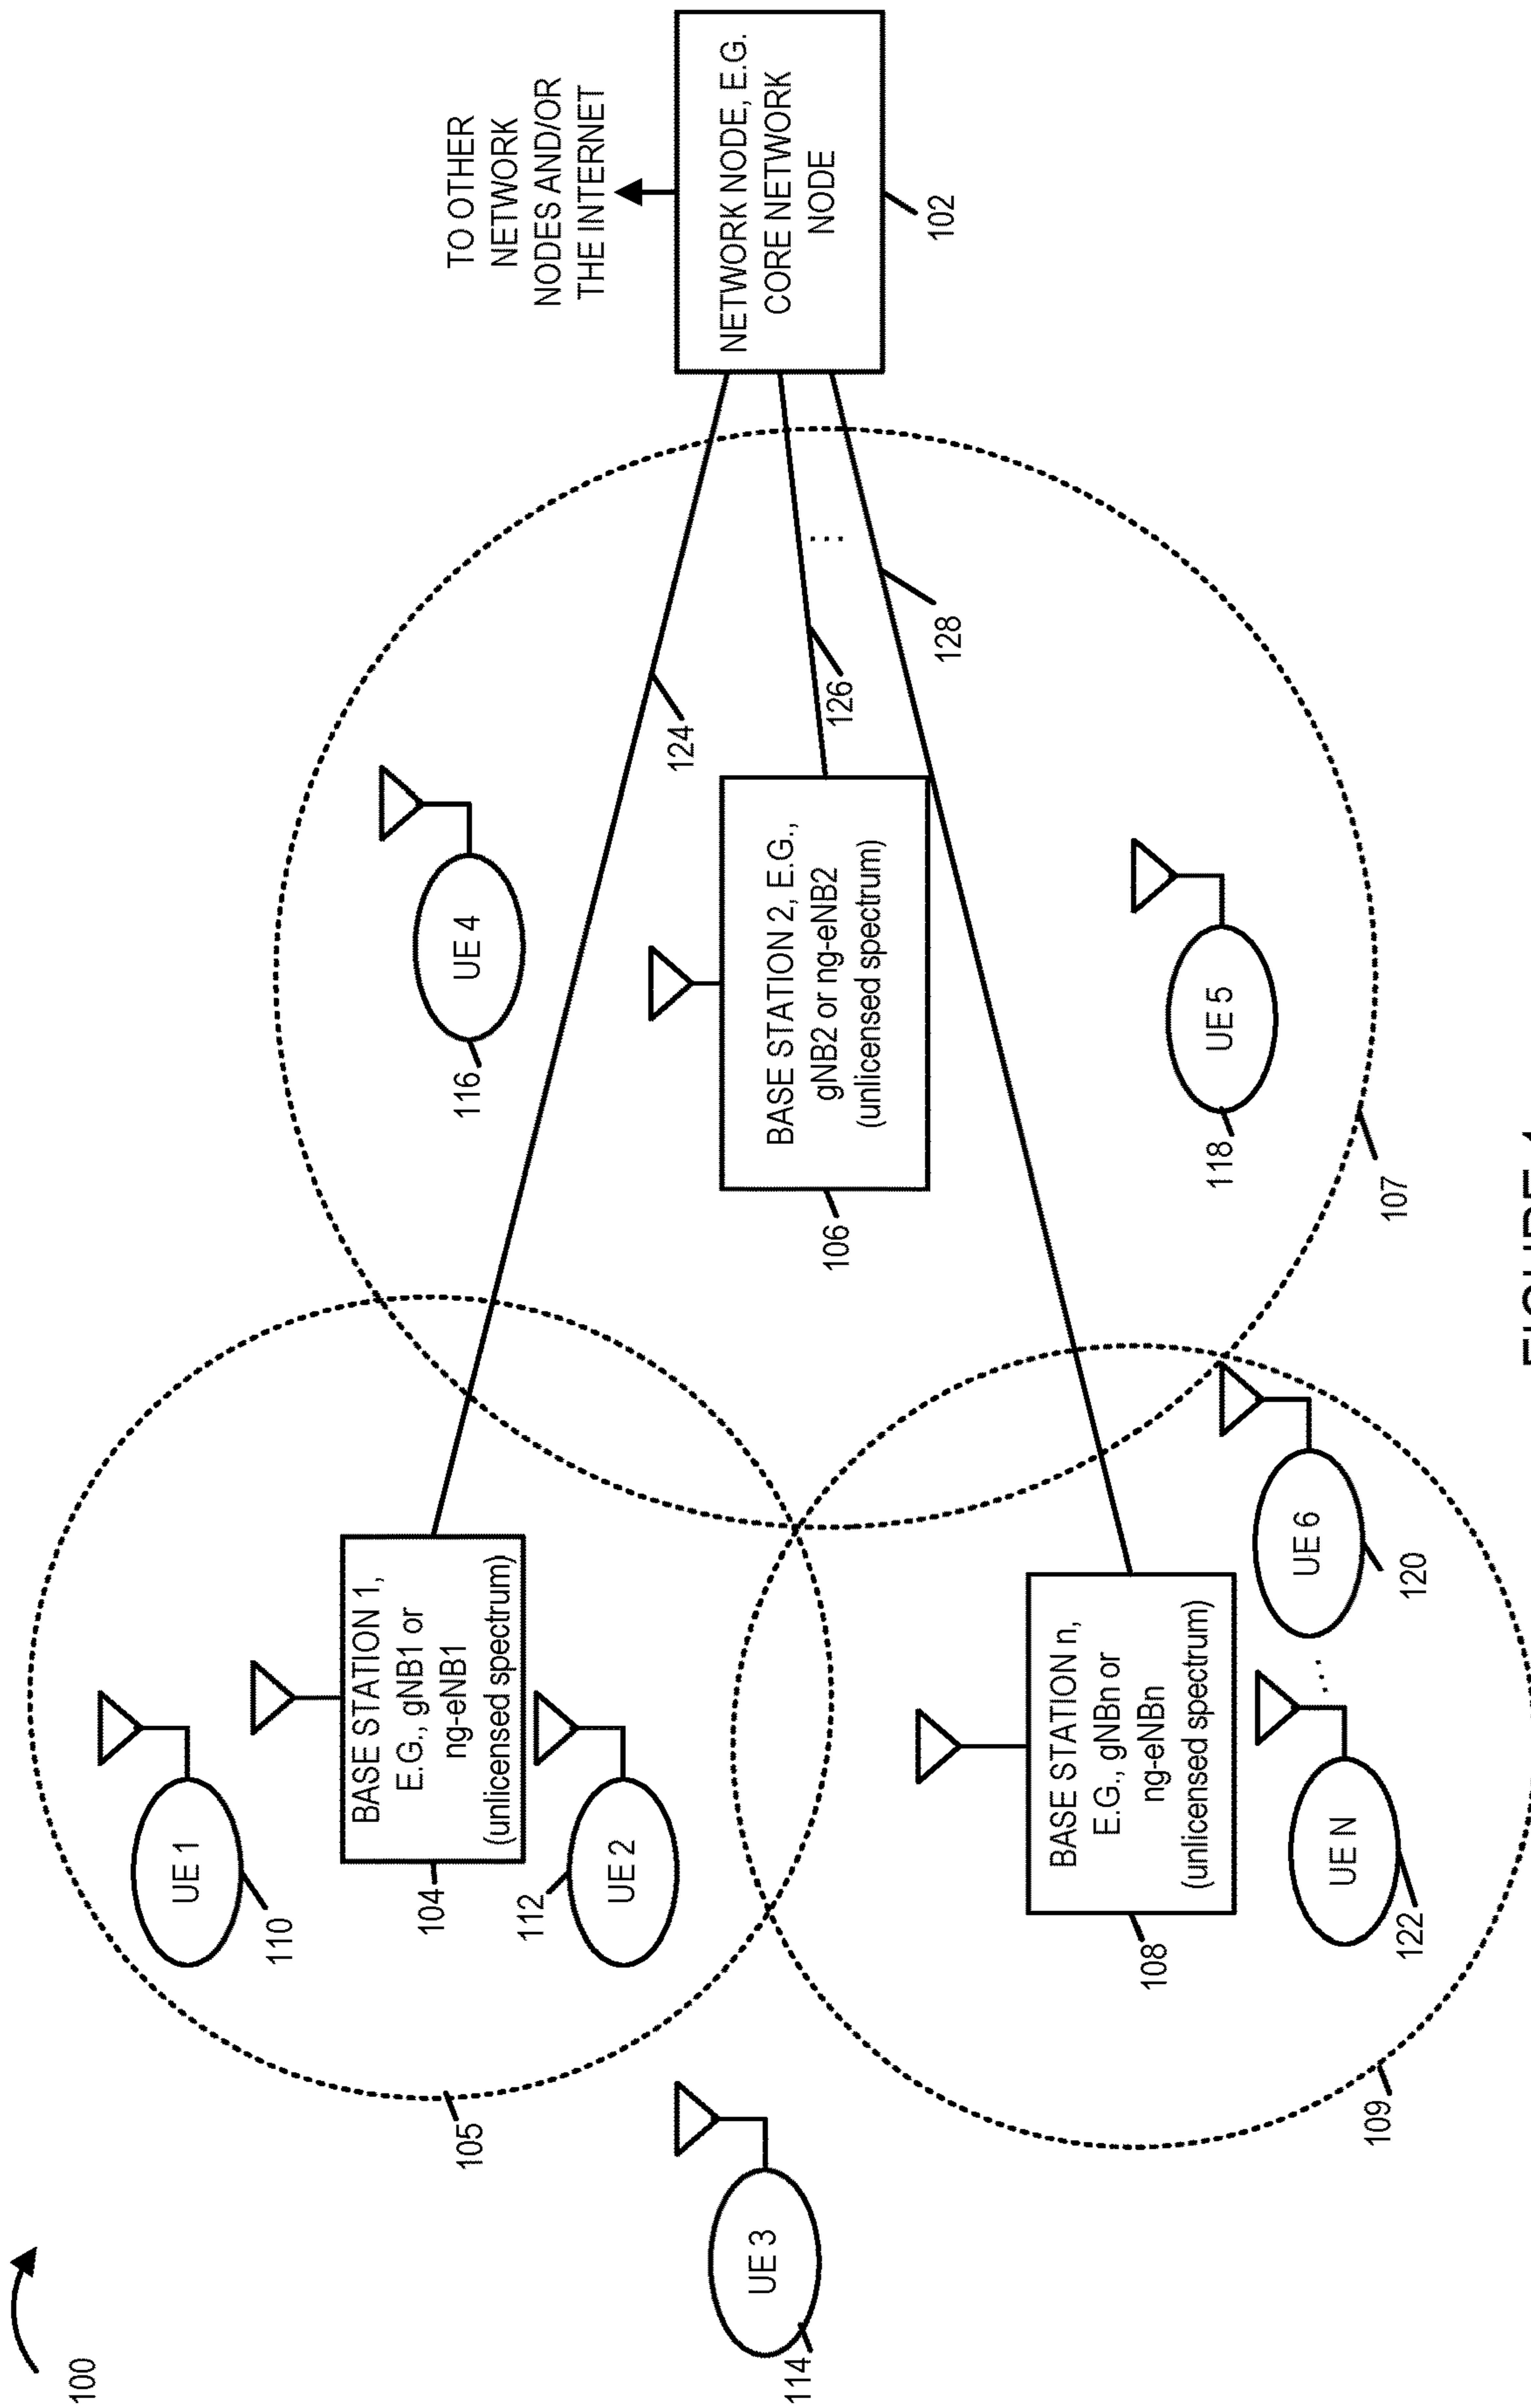 100
TO OTHER
NETWORK
NODES AND/OR
THE INTERNET
NETWORK NODE, E.G.
CORE NETWORK
NODE
102
UE 1
110
BASE STATION 1,
E.G., gNB1 or
ng-eNB1
(unlicensed spectrum)
104
UE 2
112
105
UE 3
114
UE 4
116
124
BASE STATION 2, E.G.,
gNB2 or ng-eNB2
(unlicensed spectrum)
106
126
...
128
UE 5
118
107
BASE STATION n,
E.G., gNBn or
ng-eNBn
(unlicensed spectrum)
108
UE N
122
...
UE 6
120
109